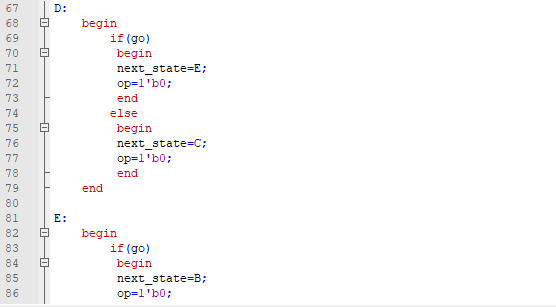 67 D:
68 begin
69 if(go)
70 begin
71 next_state=E;
72 op=1'b0;
73 end
74 else
75 begin
76 next_state=C;
77 op=1'b0;
78 end
79 end
80
81 E:
82 begin
83 if(go)
84 begin
85 next_state=B;
86 op=1'b0;